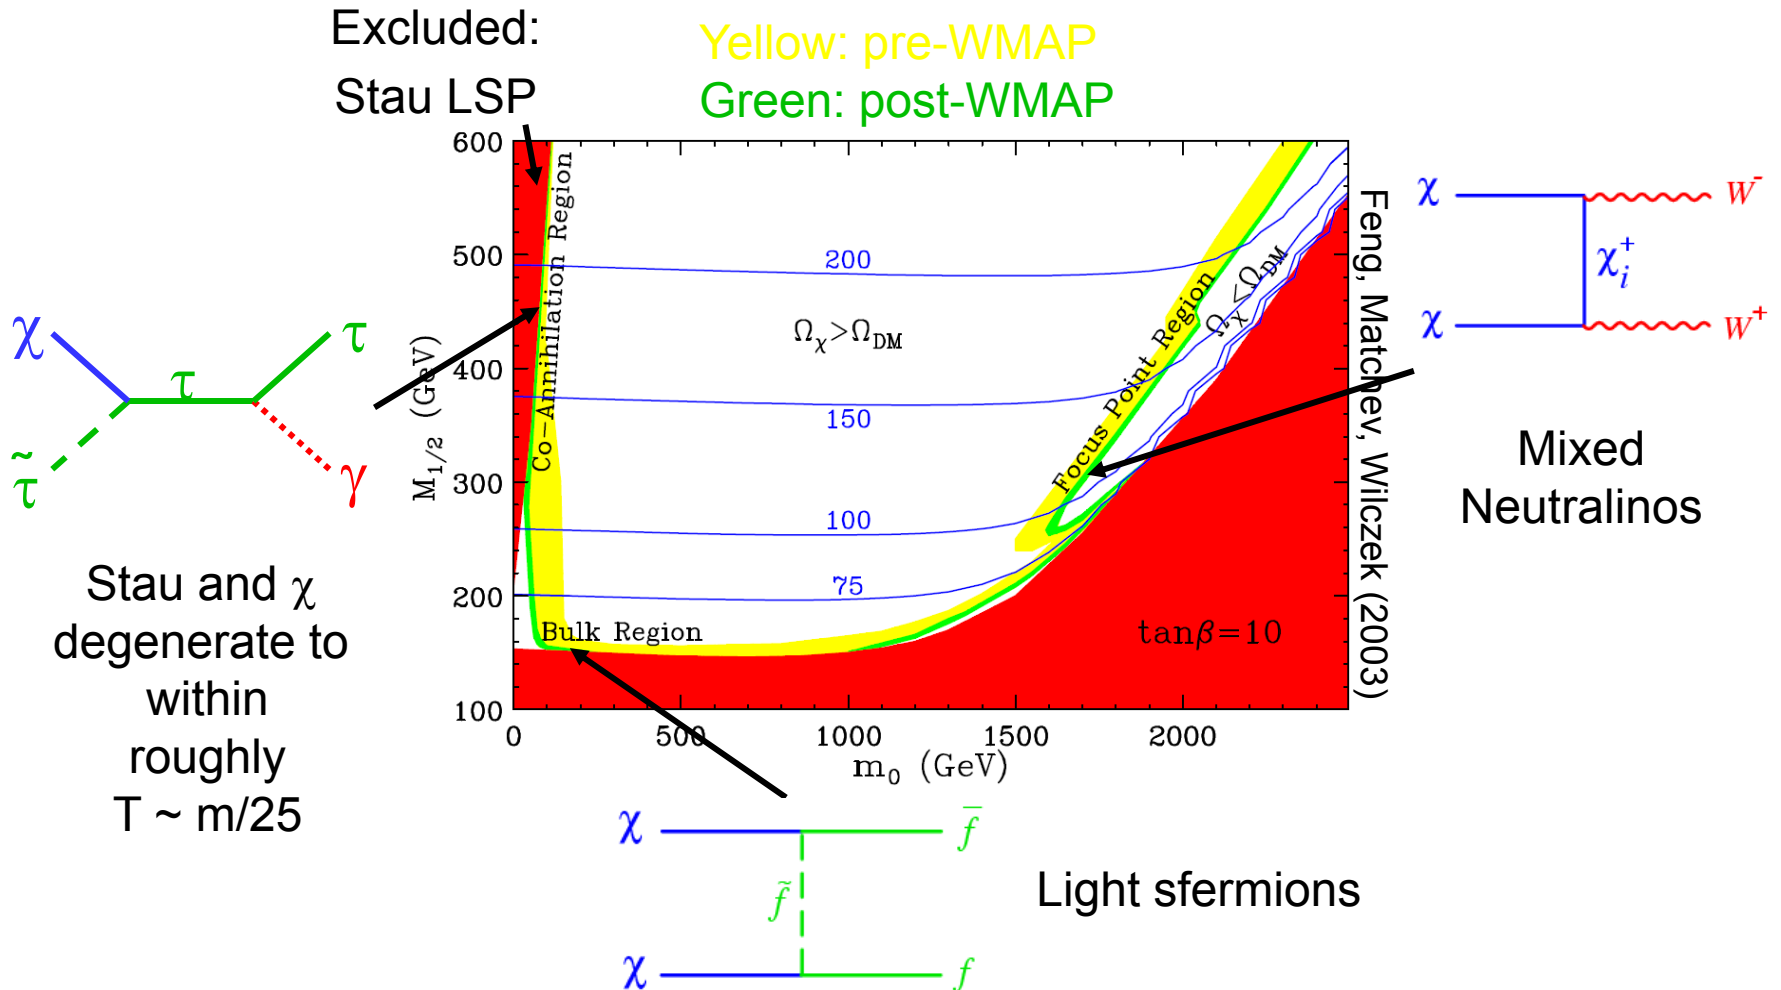 Excluded:
Stau LSP
Yellow: pre-WMAP
Green: post-WMAP
χ
τ̃
τ
τ
γ
Stau and χ
degenerate to
within
roughly
T ~ m/25
M1/2 (GeV)
600
500
400
300
200
100
0
500
1000
1500
2000
m0 (GeV)
Co-Annihilation Region
Bulk Region
Focus Point Region
Ωχ>ΩDM
Ωχ<ΩDM
200
150
100
75
tanβ=10
Feng, Matchev, Wilczek (2003)
χ
χ
χi+
W-
W+
Mixed
Neutralinos
χ
χ
f̃
f̄
f
Light sfermions